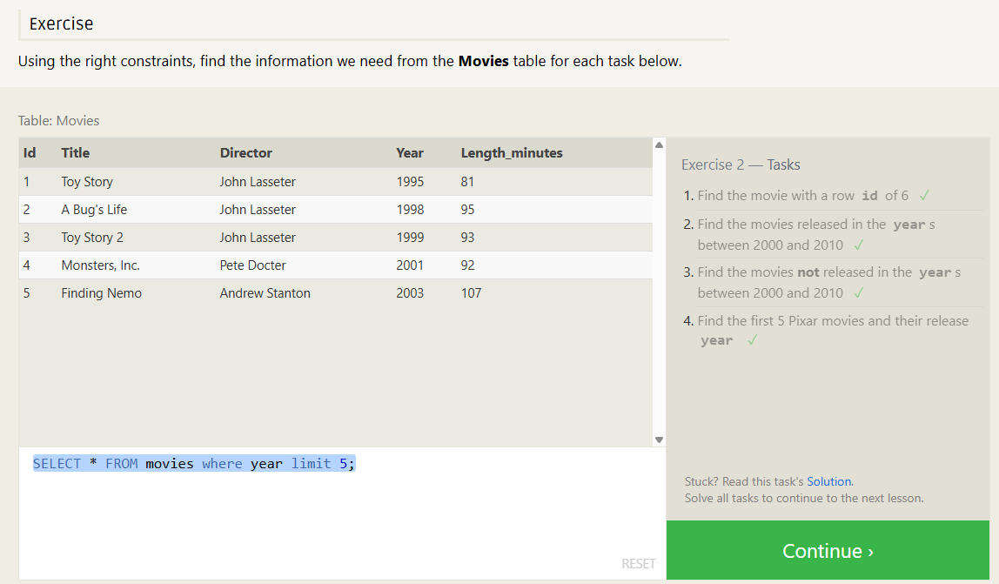 Exercise
Using the right constraints, find the information we need from the Movies table for each task below.
Table: Movies
Id Title Director Year Length_minutes
1 Toy Story John Lasseter 1995 81
2 A Bug's Life John Lasseter 1998 95
3 Toy Story 2 John Lasseter 1999 93
4 Monsters, Inc. Pete Docter 2001 92
5 Finding Nemo Andrew Stanton 2003 107
SELECT * FROM movies where year limit 5;
RESET
Exercise 2 — Tasks
1. Find the movie with a row id of 6 ✓
2. Find the movies released in the year s
between 2000 and 2010 ✓
3. Find the movies not released in the year s
between 2000 and 2010 ✓
4. Find the first 5 Pixar movies and their release
year ✓
Stuck? Read this task's Solution.
Solve all tasks to continue to the next lesson.
Continue ›